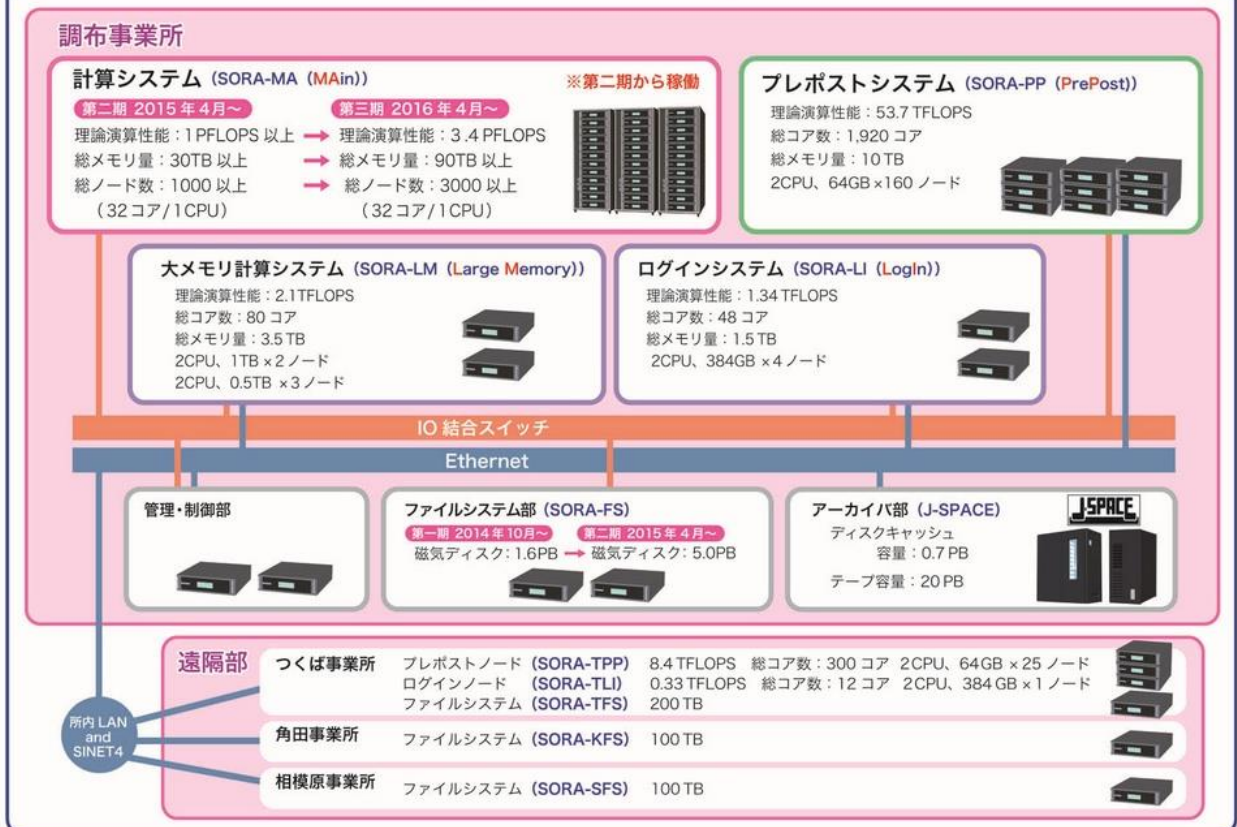 調布事業所
計算システム (SORA-MA (MAin))
※第二期から稼働
第二期 2015年4月~
第三期 2016年4月~
理論演算性能:1PFLOPS 以上 → 理論演算性能:3.4 PFLOPS
総メモリ量:30TB 以上 → 総メモリ量:90TB 以上
総ノード数:1000 以上 → 総ノード数:3000 以上
(32コア/1CPU) (32コア/1CPU)
プレポストシステム (SORA-PP (PrePost))
理論演算性能:53.7 TFLOPS
総コア数:1,920 コア
総メモリ量:10 TB
2CPU、64GB ×160 ノード
大メモリ計算システム (SORA-LM (Large Memory))
理論演算性能:2.1TFLOPS
総コア数:80 コア
総メモリ量:3.5 TB
2CPU、1TB ×2 ノード
2CPU、0.5TB ×3 ノード
ログインシステム (SORA-LI (LogIn))
理論演算性能:1.34 TFLOPS
総コア数:48 コア
総メモリ量:1.5 TB
2CPU、384GB ×4 ノード
IO 結合スイッチ
Ethernet
管理・制御部
ファイルシステム部 (SORA-FS)
第一期 2014年10月~
第二期 2015年4月~
磁気ディスク:1.6PB → 磁気ディスク:5.0PB
アーカイバ部 (J-SPACE)
J-SPACE
ディスクキャッシュ
容量:0.7 PB
テープ容量:20 PB
遠隔部
つくば事業所 プレポストノード (SORA-TPP) 8.4 TFLOPS 総コア数:300 コア 2CPU、64GB ×25 ノード
ログインノード (SORA-TLI) 0.33 TFLOPS 総コア数:12 コア 2CPU、384 GB ×1 ノード
ファイルシステム (SORA-TFS) 200 TB
所内 LAN
and
SINET4
角田事業所 ファイルシステム (SORA-KFS) 100 TB
相模原事業所 ファイルシステム (SORA-SFS) 100 TB